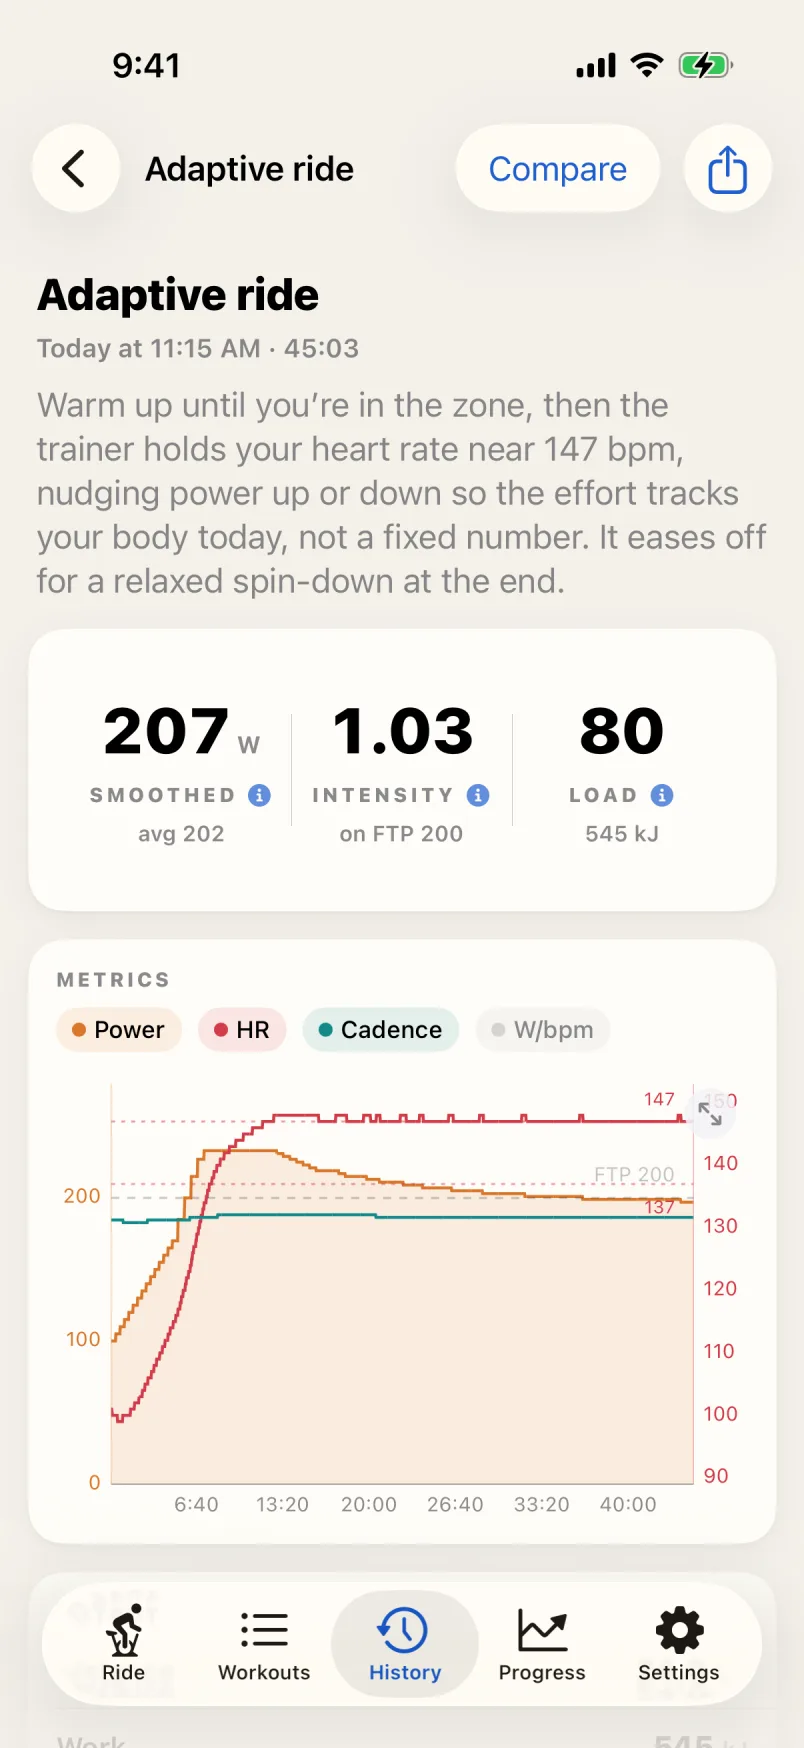 9:41
Adaptive ride
Compare
Adaptive ride
Today at 11:15 AM · 45:03
Warm up until you’re in the zone, then the
trainer holds your heart rate near 147 bpm,
nudging power up or down so the effort tracks
your body today, not a fixed number. It eases off
for a relaxed spin-down at the end.
207 W
SMOOTHED
avg 202
1.03
INTENSITY
on FTP 200
80
LOAD
545 kJ
METRICS
Power
HR
Cadence
W/bpm
147
150
140
FTP 200
200
137
130
120
100
110
100
0
90
6:40 13:20 20:00 26:40 33:20 40:00
Ride
Workouts
History
Progress
Settings
Work
545 kJ